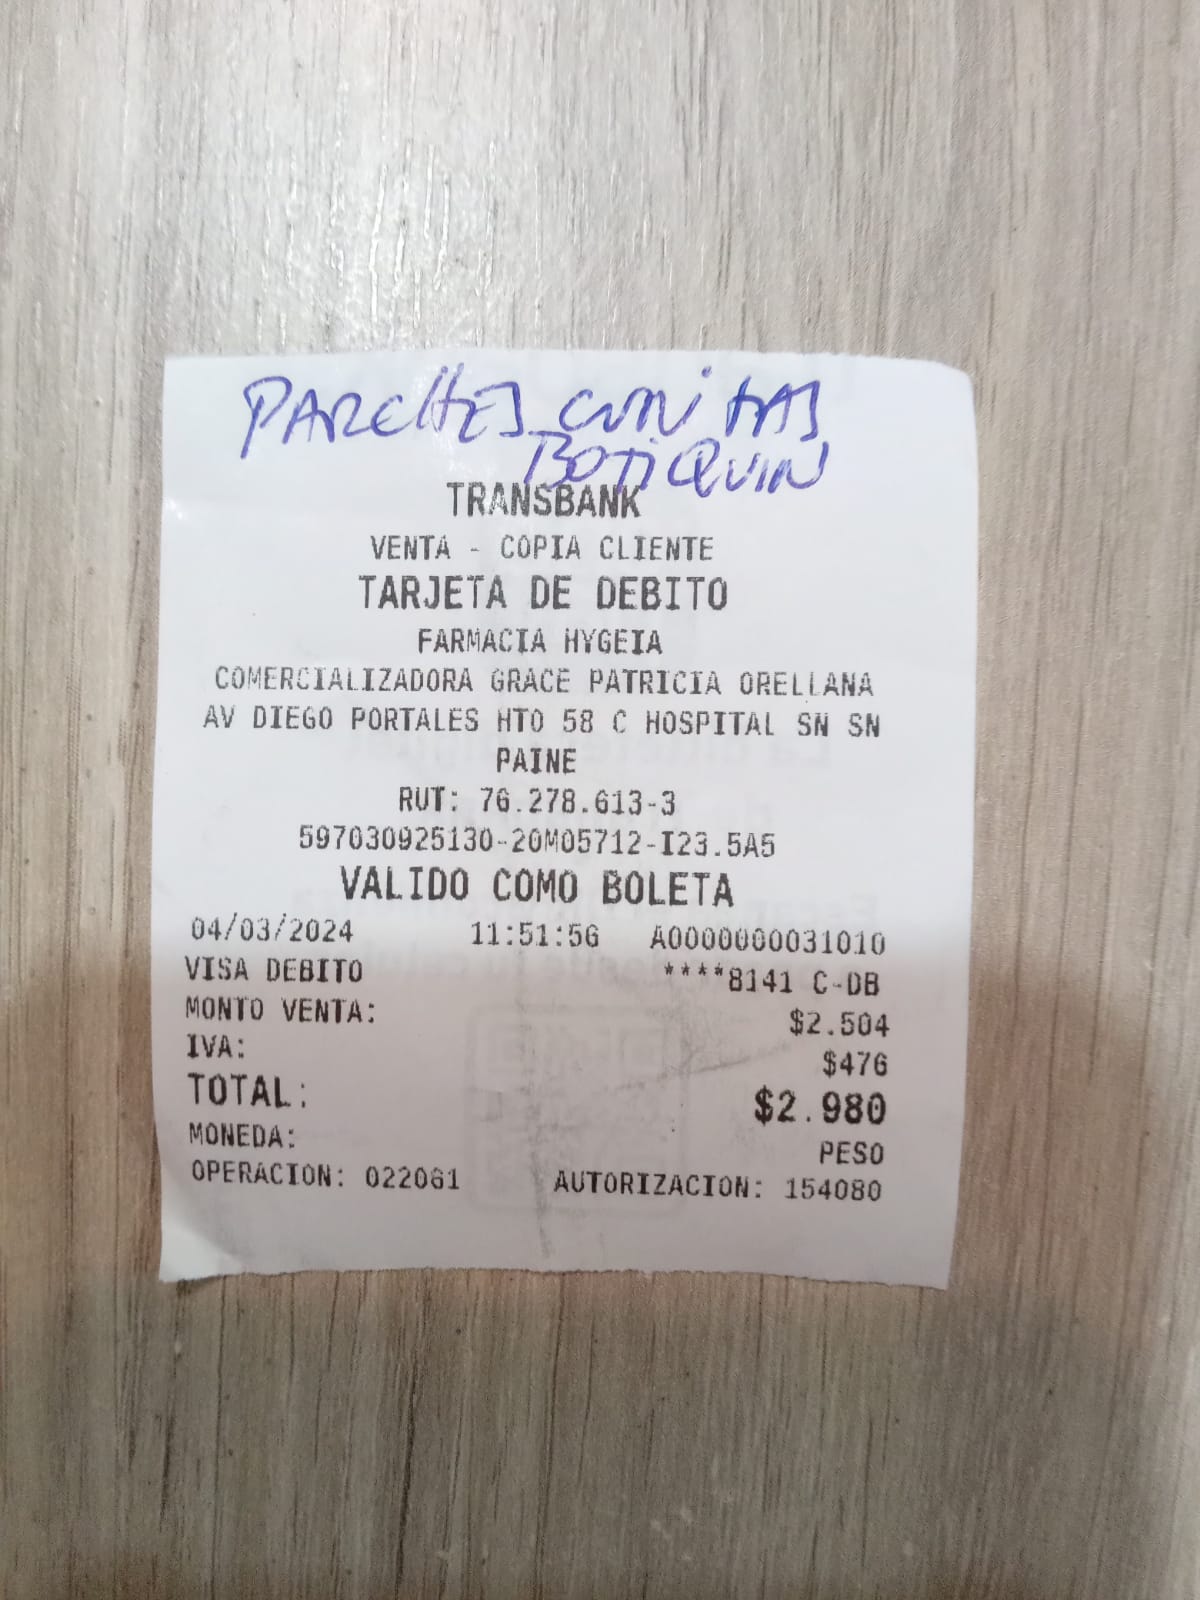 PARCHES CURITAS
BOTIQUIN
TRANSBANK
VENTA - COPIA CLIENTE
TARJETA DE DEBITO
FARMACIA HYGEIA
COMERCIALIZADORA GRACE PATRICIA ORELLANA
AV DIEGO PORTALES HTO 58 C HOSPITAL SN SN
PAINE
RUT: 76.278.613-3
597030925130-20M05712-I23.5A5
VALIDO COMO BOLETA
04/03/2024 11:51:56 A0000000031010
VISA DEBITO ****8141 C-DB
MONTO VENTA: $2.504
IVA: $476
TOTAL: $2.980
MONEDA: PESO
OPERACION: 022061 AUTORIZACION: 154080